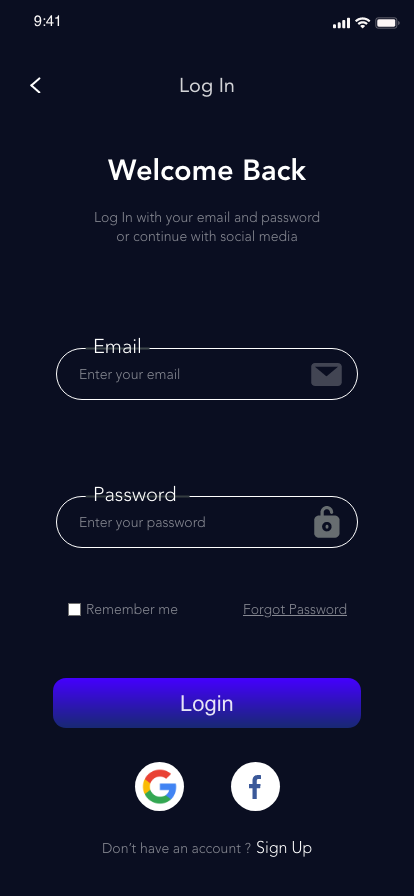 9:41
Log In
Welcome Back
Log In with your email and password
or continue with social media
Email
Enter your email
Password
Enter your password
Remember me
Forgot Password
Login
Don't have an account ? Sign Up